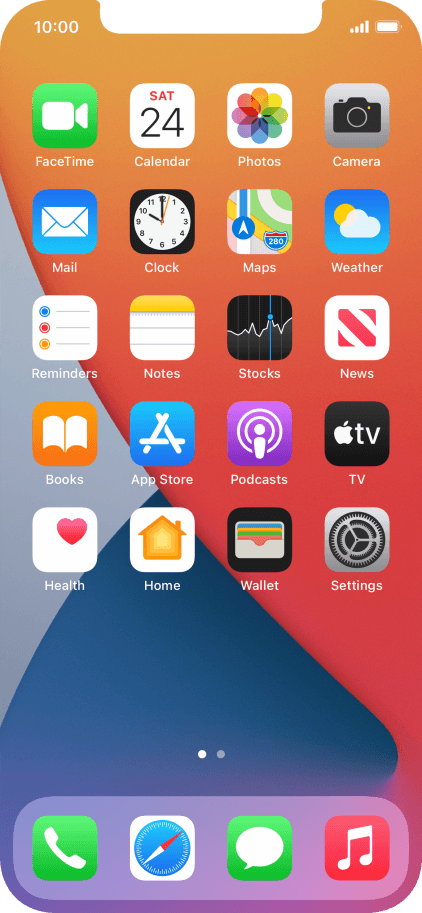 10:00
SAT
24
FaceTime
Calendar
Photos
Camera
280
Mail
Clock
Maps
Weather
Reminders
Notes
Stocks
News
tv
Books
App Store
Podcasts
TV
Health
Home
Wallet
Settings